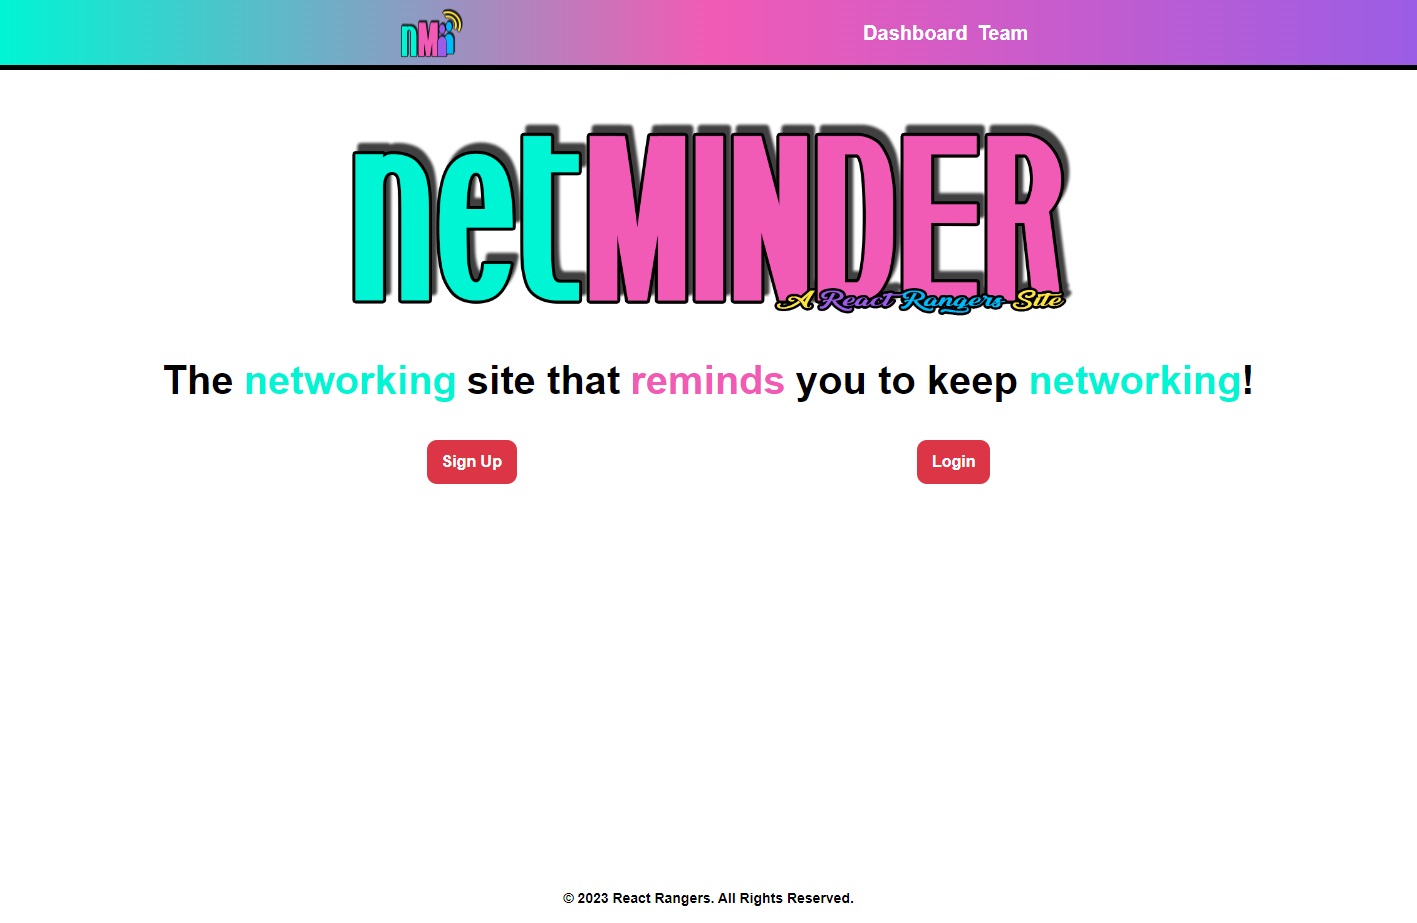 nM
Dashboard Team
netMINDER
A React Rangers Site
The networking site that reminds you to keep networking!
Sign Up
Login
© 2023 React Rangers. All Rights Reserved.